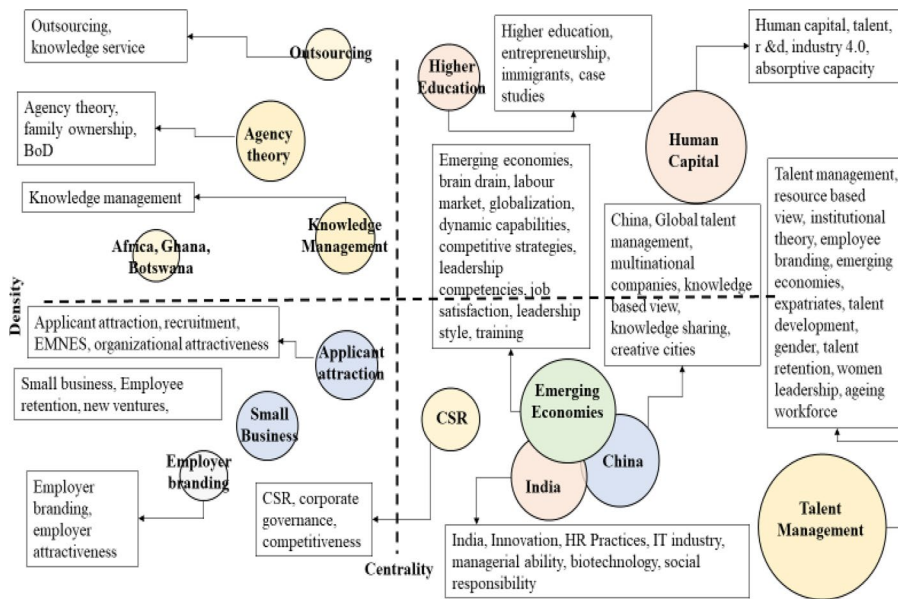 Outsourcing,
knowledge service
Outsourcing
Agency theory,
family ownership,
BoD
Agency
theory
Knowledge management
Knowledge
Management
Africa, Ghana,
Botswana
Higher
Education
Higher education,
entrepreneurship,
immigrants, case
studies
Human capital, talent,
r &d, industry 4.0,
absorptive capacity
Human
Capital
Emerging economies,
brain drain, labour
market, globalization,
dynamic capabilities,
competitive strategies,
leadership
competencies, job
satisfaction, leadership
style, training
China, Global talent
management,
multinational
companies, knowledge
based view,
knowledge sharing,
creative cities
Talent management,
resource based
view, institutional
theory, employee
branding, emerging
economies,
expatriates, talent
development,
gender, talent
retention, women
leadership, ageing
workforce
Density
Applicant attraction, recruitment,
EMNES, organizational attractiveness
Applicant
attraction
Small business, Employee
retention, new ventures,
Small
Business
Employer
branding
Employer
branding,
employer
attractiveness
CSR
CSR, corporate
governance,
competitiveness
Emerging
Economies
India
China
Talent
Management
India, Innovation, HR Practices, IT industry,
managerial ability, biotechnology, social
responsibility
Centrality